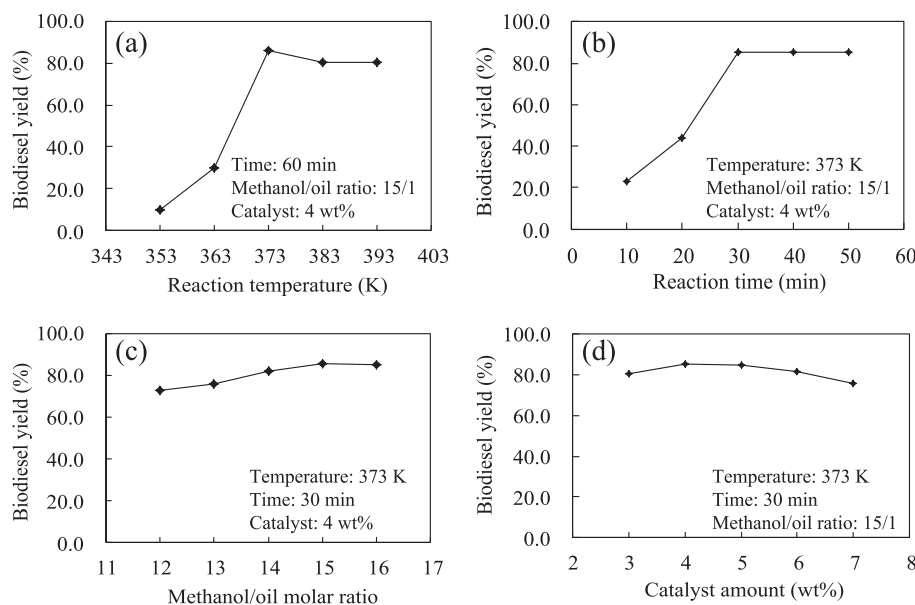 (a)
Biodiesel yield (%)
100.0
80.0
60.0
40.0
20.0
0.0
Time: 60 min
Methanol/oil ratio: 15/1
Catalyst: 4 wt%
343 353 363 373 383 393 403
Reaction temperature (K)
(b)
Biodiesel yield (%)
100.0
80.0
60.0
40.0
20.0
0.0
Temperature: 373 K
Methanol/oil ratio: 15/1
Catalyst: 4 wt%
0 10 20 30 40 50 60
Reaction time (min)
(c)
Biodiesel yield (%)
100.0
80.0
60.0
40.0
20.0
0.0
Temperature: 373 K
Time: 30 min
Catalyst: 4 wt%
11 12 13 14 15 16 17
Methanol/oil molar ratio
(d)
Biodiesel yield (%)
100.0
80.0
60.0
40.0
20.0
0.0
Temperature: 373 K
Time: 30 min
Methanol/oil ratio: 15/1
2 3 4 5 6 7 8
Catalyst amount (wt%)